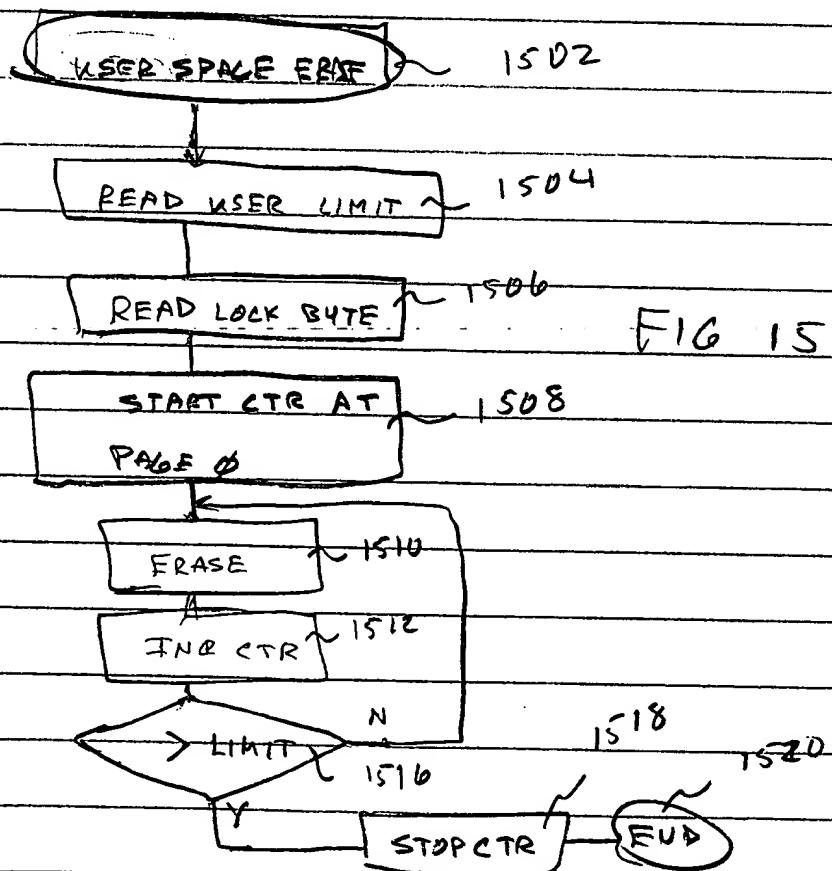 USER SPACE ERASE 1502
READ USER LIMIT 1504
READ LOCK BYTE 1506
FIG 15
START CTR AT 1508
PAGE Ø
ERASE 1510
INC CTR 1512
> LIMIT 1516
N
Y
1518
1520
STOP CTR
END